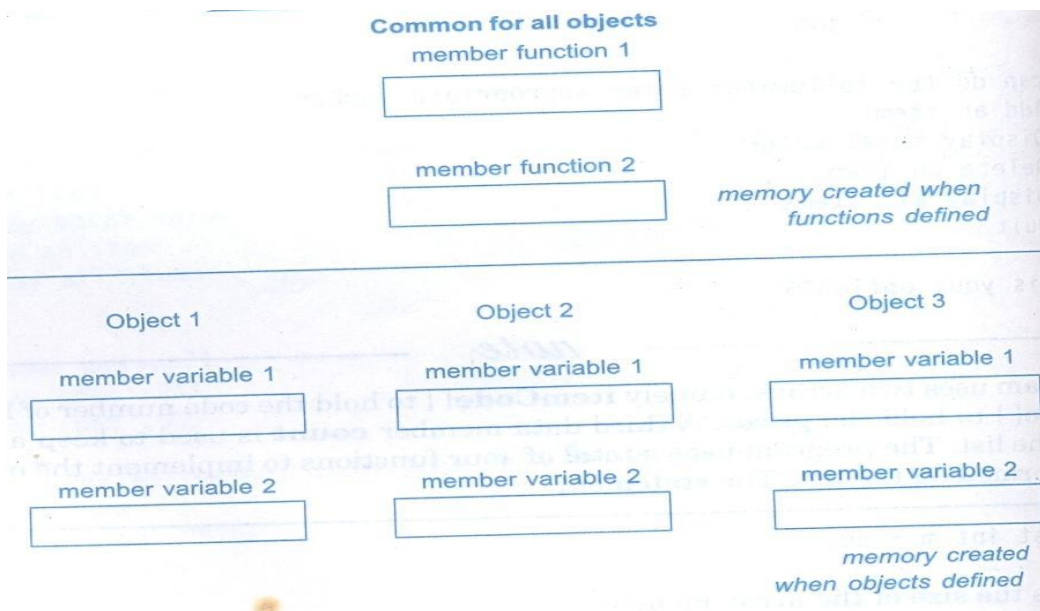 Common for all objects
member function 1
member function 2
memory created when
functions defined
Object 1
Object 2
Object 3
member variable 1
member variable 1
member variable 1
member variable 2
member variable 2
member variable 2
memory created
when objects defined